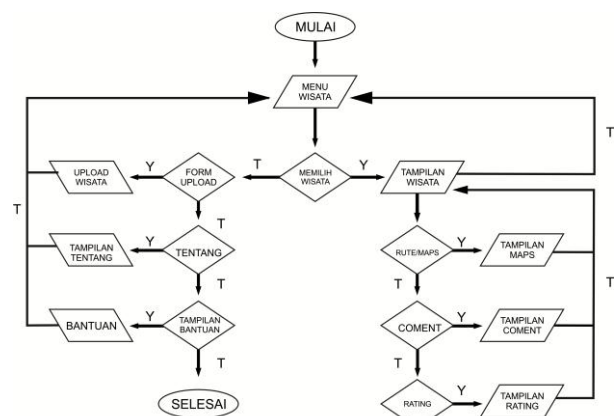 MULAI
MENU
WISATA
T
UPLOAD
WISATA
Y
FORM
UPLOAD
T
MEMILIH
WISATA
Y
TAMPILAN
WISATA
T
T
TAMPILAN
TENTANG
Y
TENTANG
RUTE/MAPS
Y
TAMPILAN
MAPS
T
T
T
T
BANTUAN
Y
TAMPILAN
BANTUAN
COMENT
Y
TAMPILAN
COMENT
T
T
SELESAI
RATING
Y
TAMPILAN
RATING